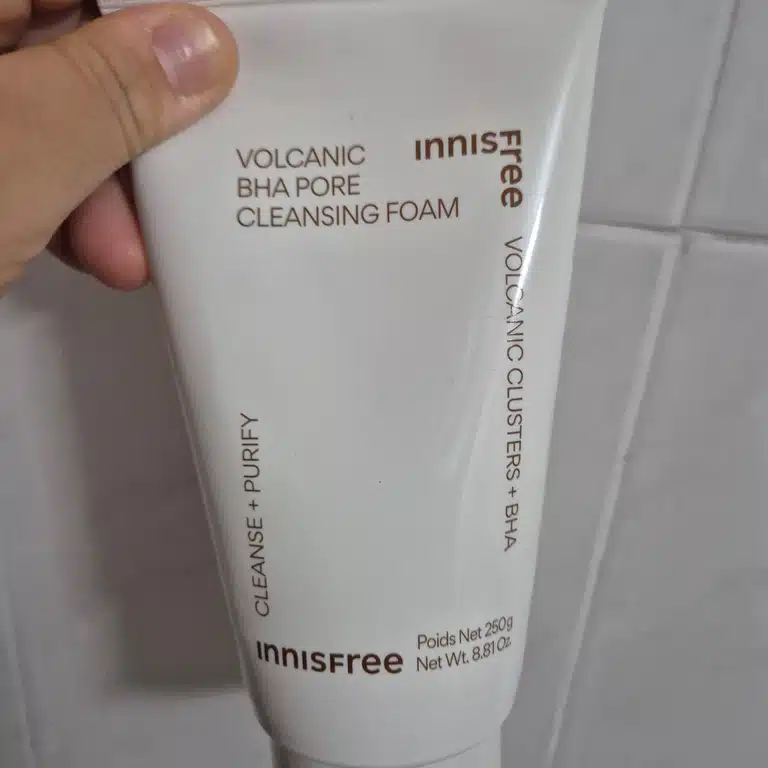 VOLCANIC
BHA PORE
CLEANSING FOAM
INNISFree
VOLCANIC CLUSTERS + BHA
CLEANSE + PURIFY
INNISFree
Poids Net 250g
Net Wt. 8.81 Oz